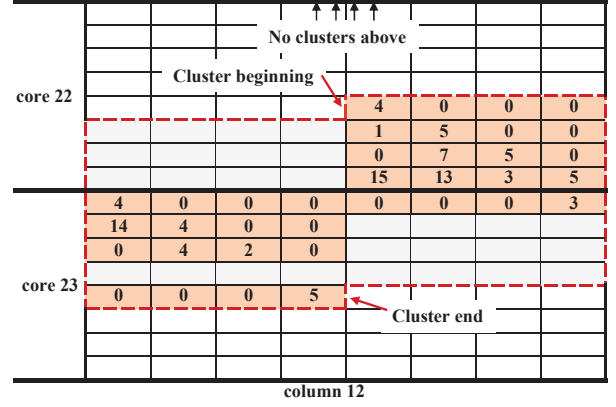 No clusters above
Cluster beginning
core 22
4 0 0 0
1 5 0 0
0 7 5 0
15 13 3 5
4 0 0 0 0 0 0 3
14 4 0 0
0 4 2 0
core 23
0 0 0 5
Cluster end
column 12